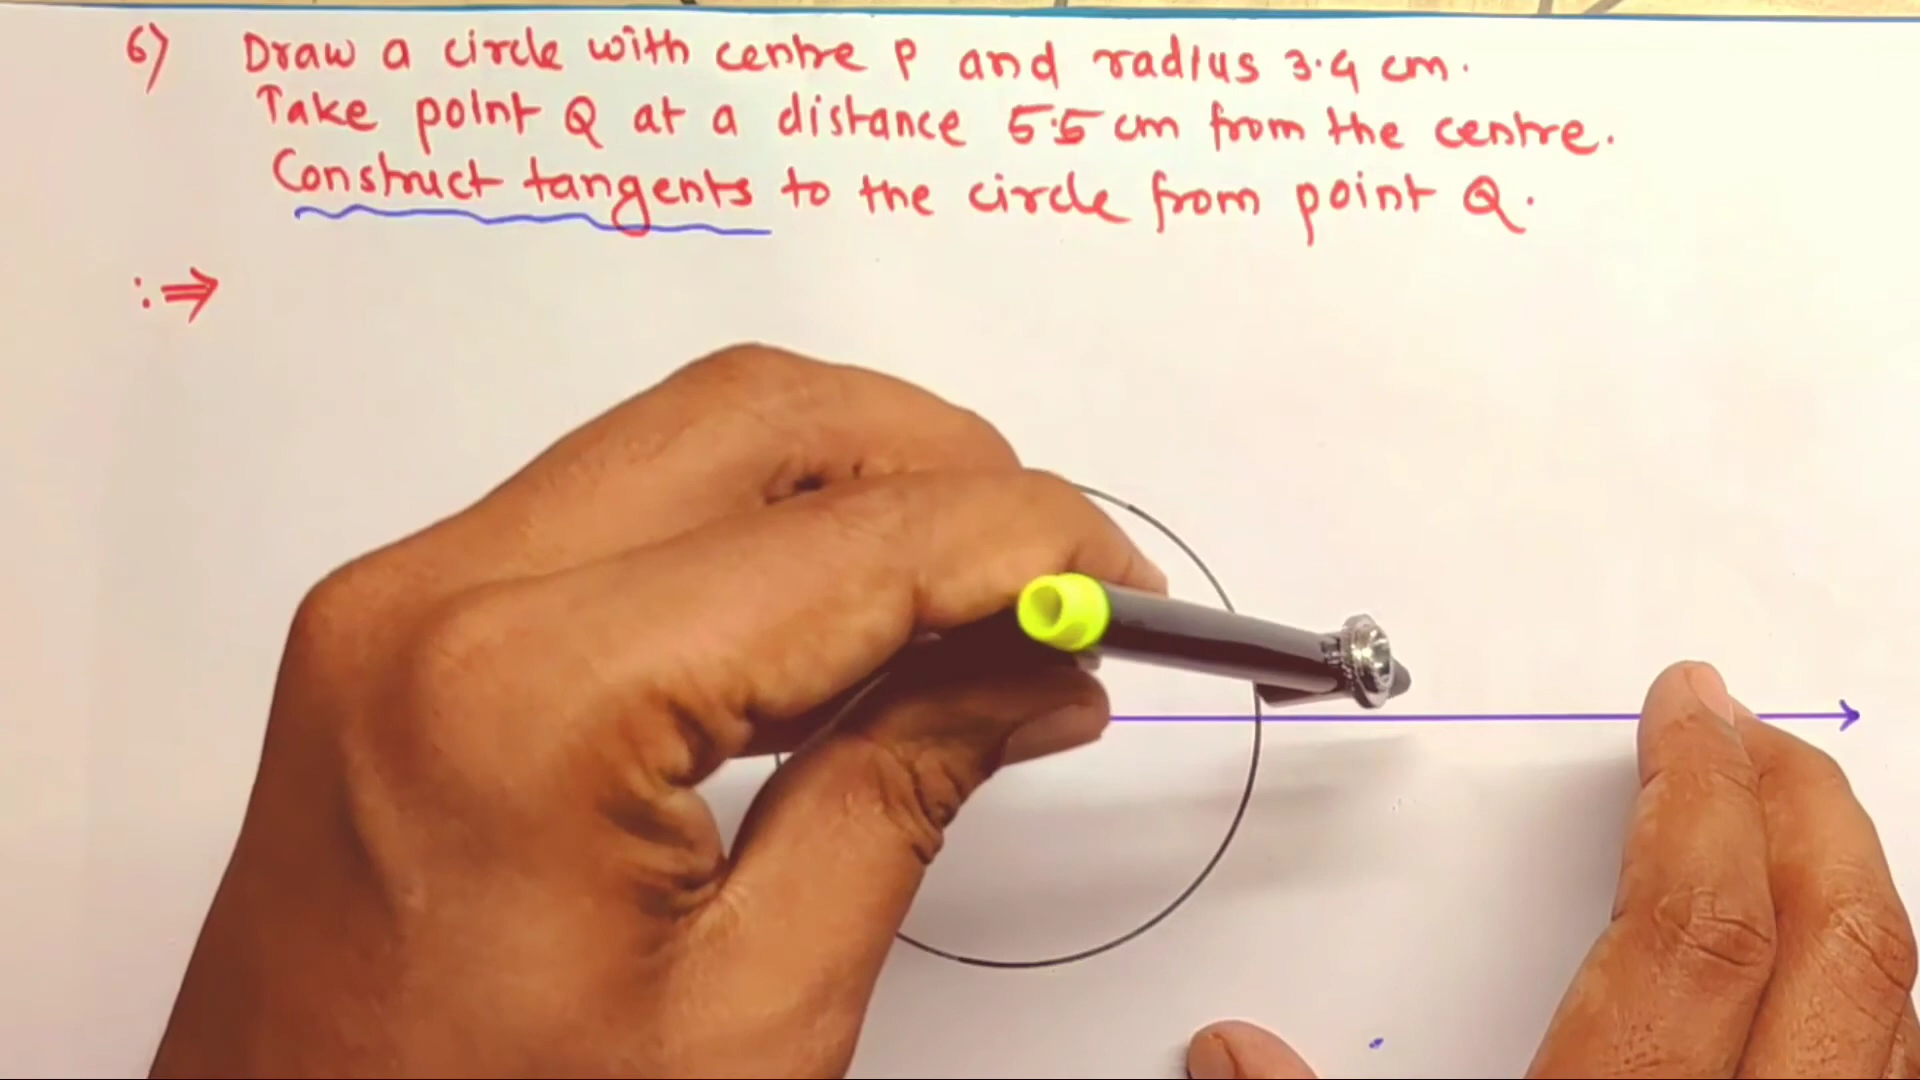 6) Draw a circle with centre P and radius 3.4 cm.
Take point Q at a distance 5.5 cm from the centre.
Construct tangents to the circle from point Q.
:⇒